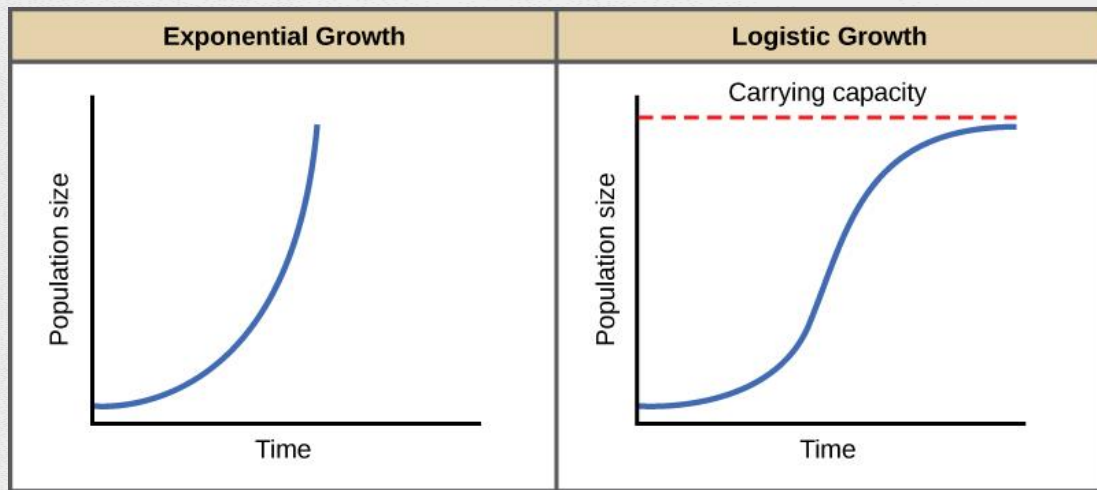 Exponential Growth
Logistic Growth
Population size
Time
Carrying capacity
Population size
Time